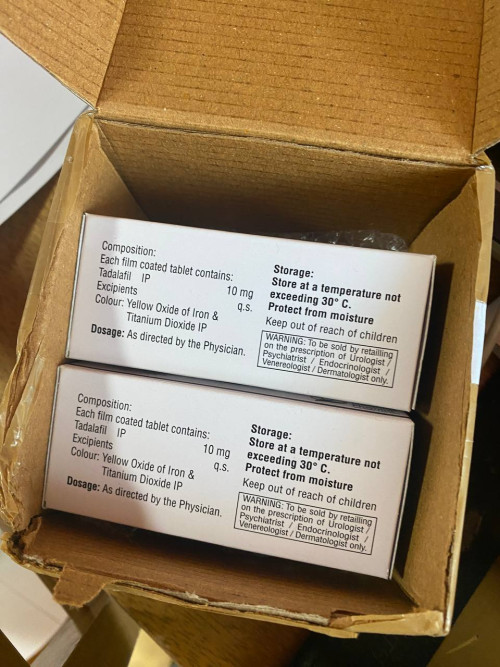 Composition:
Each film coated tablet contains:
Tadalafil IP 10 mg
Excipients q.s.
Colour: Yellow Oxide of Iron &
Titanium Dioxide IP
Dosage: As directed by the Physician.
Storage:
Store at a temperature not
exceeding 30° C.
Protect from moisture
Keep out of reach of children
WARNING: To be sold by retailling
on the prescription of Urologist /
Psychiatrist / Endocrinologist /
Venereologist / Dermatologist only.
Composition:
Each film coated tablet contains:
Tadalafil IP 10 mg
Excipients q.s.
Colour: Yellow Oxide of Iron &
Titanium Dioxide IP
Dosage: As directed by the Physician.
Storage:
Store at a temperature not
exceeding 30° C.
Protect from moisture
Keep out of reach of children
WARNING: To be sold by retailling
on the prescription of Urologist /
Psychiatrist / Endocrinologist /
Venereologist / Dermatologist only.